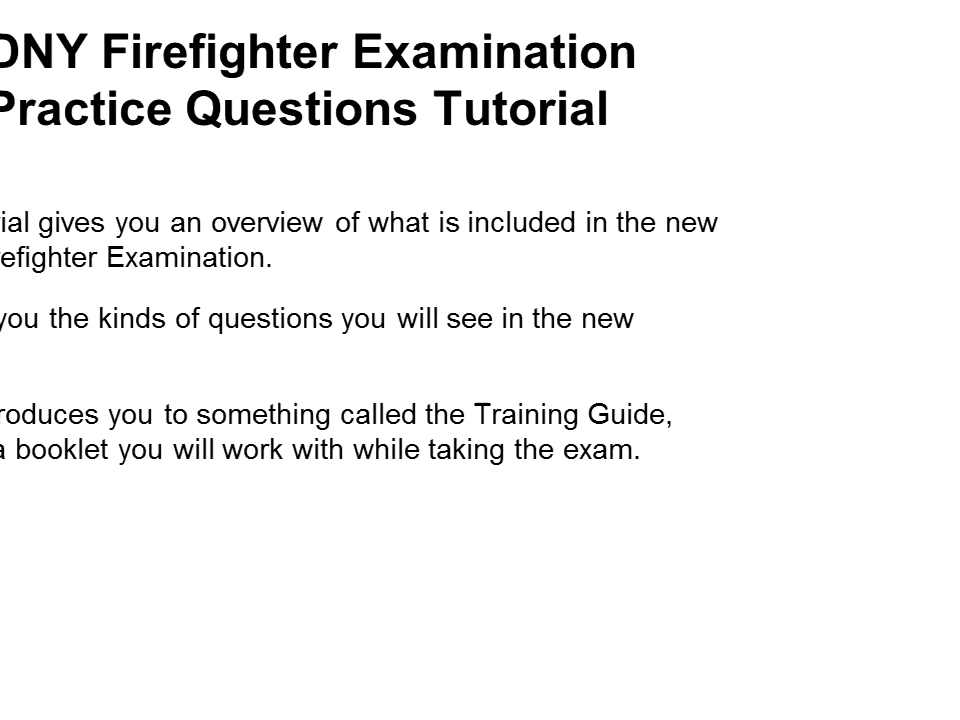 DNY Firefighter Examination
Practice Questions Tutorial
ial gives you an overview of what is included in the new
efighter Examination.
you the kinds of questions you will see in the new
roduces you to something called the Training Guide,
a booklet you will work with while taking the exam.